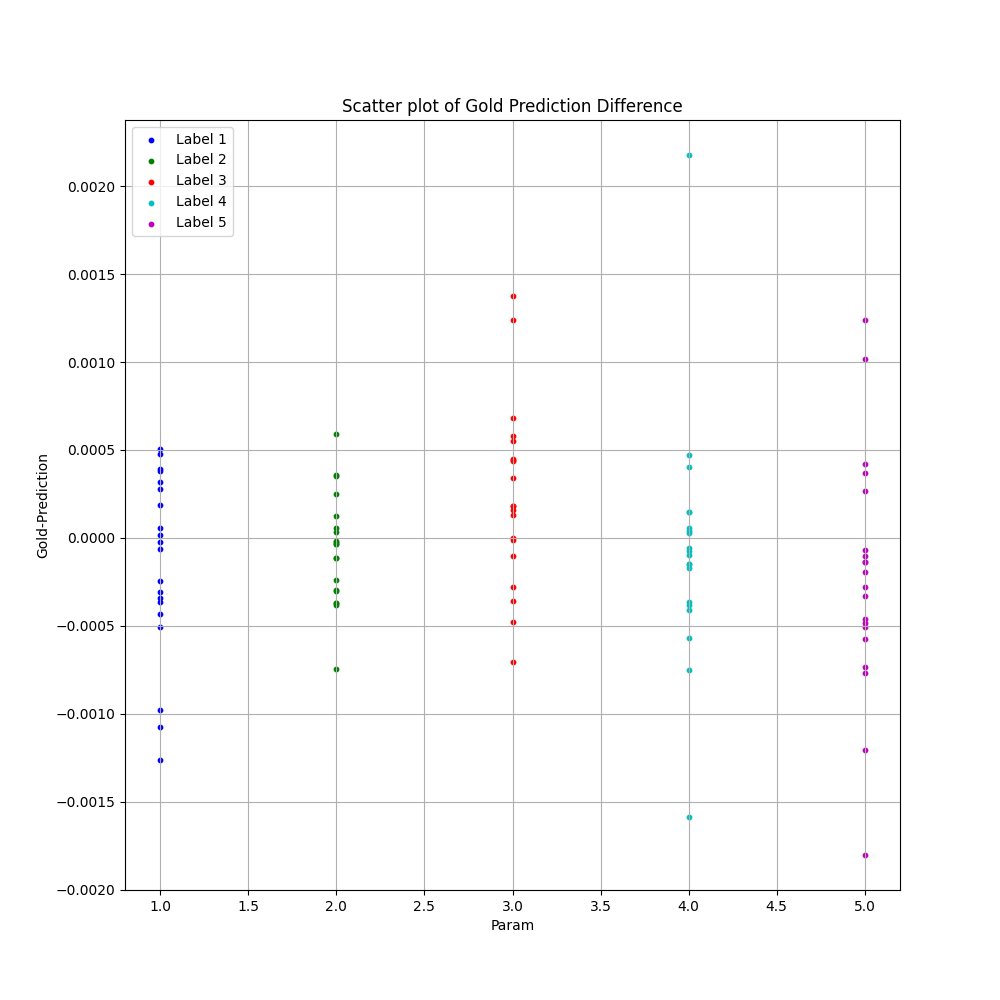 Scatter plot of Gold Prediction Difference
Label 1
Label 2
Label 3
Label 4
Label 5
0.0020
0.0015
0.0010
0.0005
0.0000
−0.0005
−0.0010
−0.0015
−0.0020
Gold-Prediction
1.0 1.5 2.0 2.5 3.0 3.5 4.0 4.5 5.0
Param